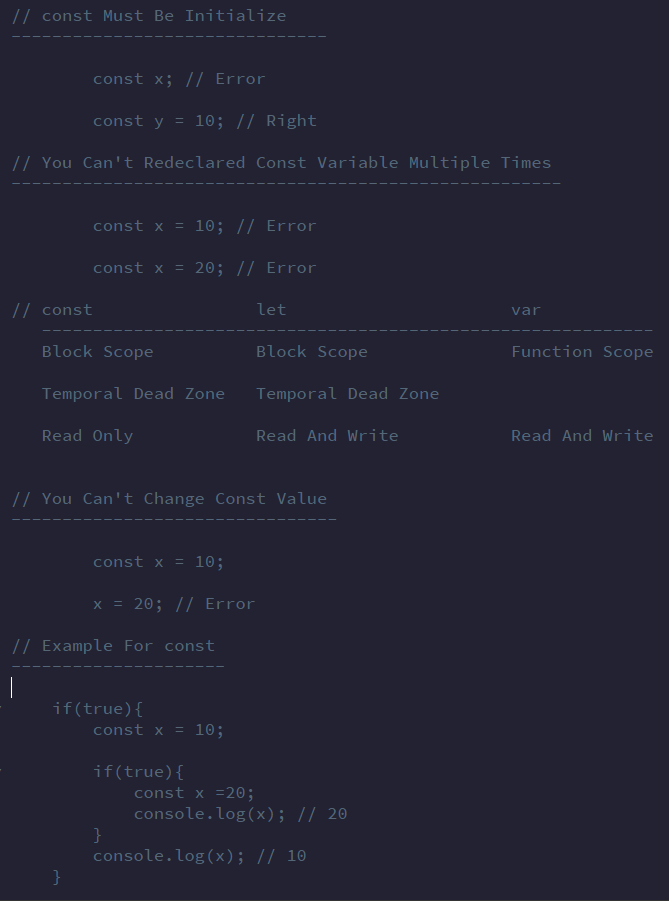 // const Must Be Initialize
-------------------------------
        const x; // Error
        const y = 10; // Right
// You Can't Redeclared Const Variable Multiple Times
------------------------------------------------------
        const x = 10; // Error
        const x = 20; // Error
// const                let                      var
   ------------------------------------------------------------
   Block Scope          Block Scope              Function Scope
   Temporal Dead Zone   Temporal Dead Zone
   Read Only            Read And Write           Read And Write
// You Can't Change Const Value
--------------------------------
        const x = 10;
        x = 20; // Error
// Example For const
---------------------
    if(true){
        const x = 10;
        if(true){
            const x =20;
            console.log(x); // 20
        }
        console.log(x); // 10
    }